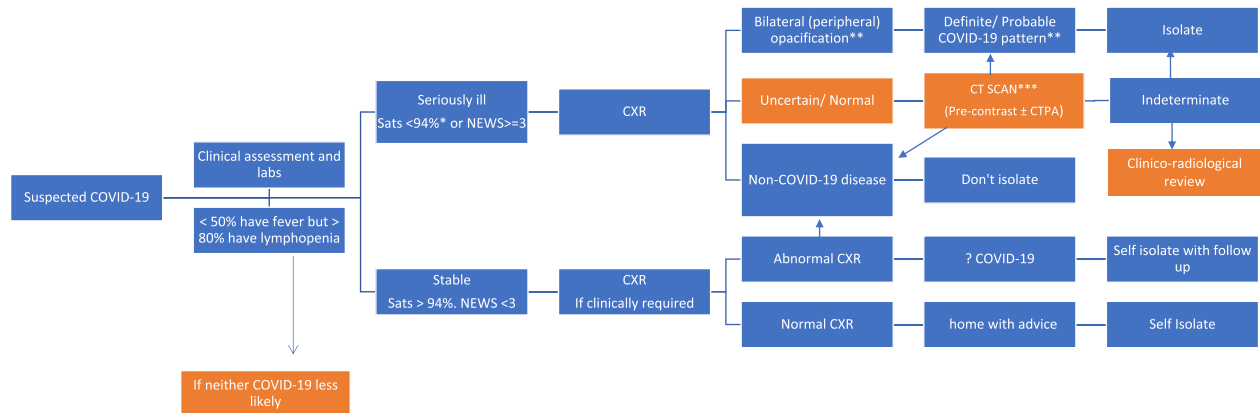 Suspected COVID-19
Clinical assessment and
labs
< 50% have fever but >
80% have lymphopenia
If neither COVID-19 less
likely
Seriously ill
Sats <94%* or NEWS>=3
CXR
Bilateral (peripheral)
opacification**
Definite/ Probable
COVID-19 pattern**
Isolate
Uncertain/ Normal
CT SCAN***
(Pre-contrast ± CTPA)
Indeterminate
Clinico-radiological
review
Non-COVID-19 disease
Don't isolate
Stable
Sats > 94%. NEWS <3
CXR
If clinically required
Abnormal CXR
? COVID-19
Self isolate with follow
up
Normal CXR
home with advice
Self Isolate